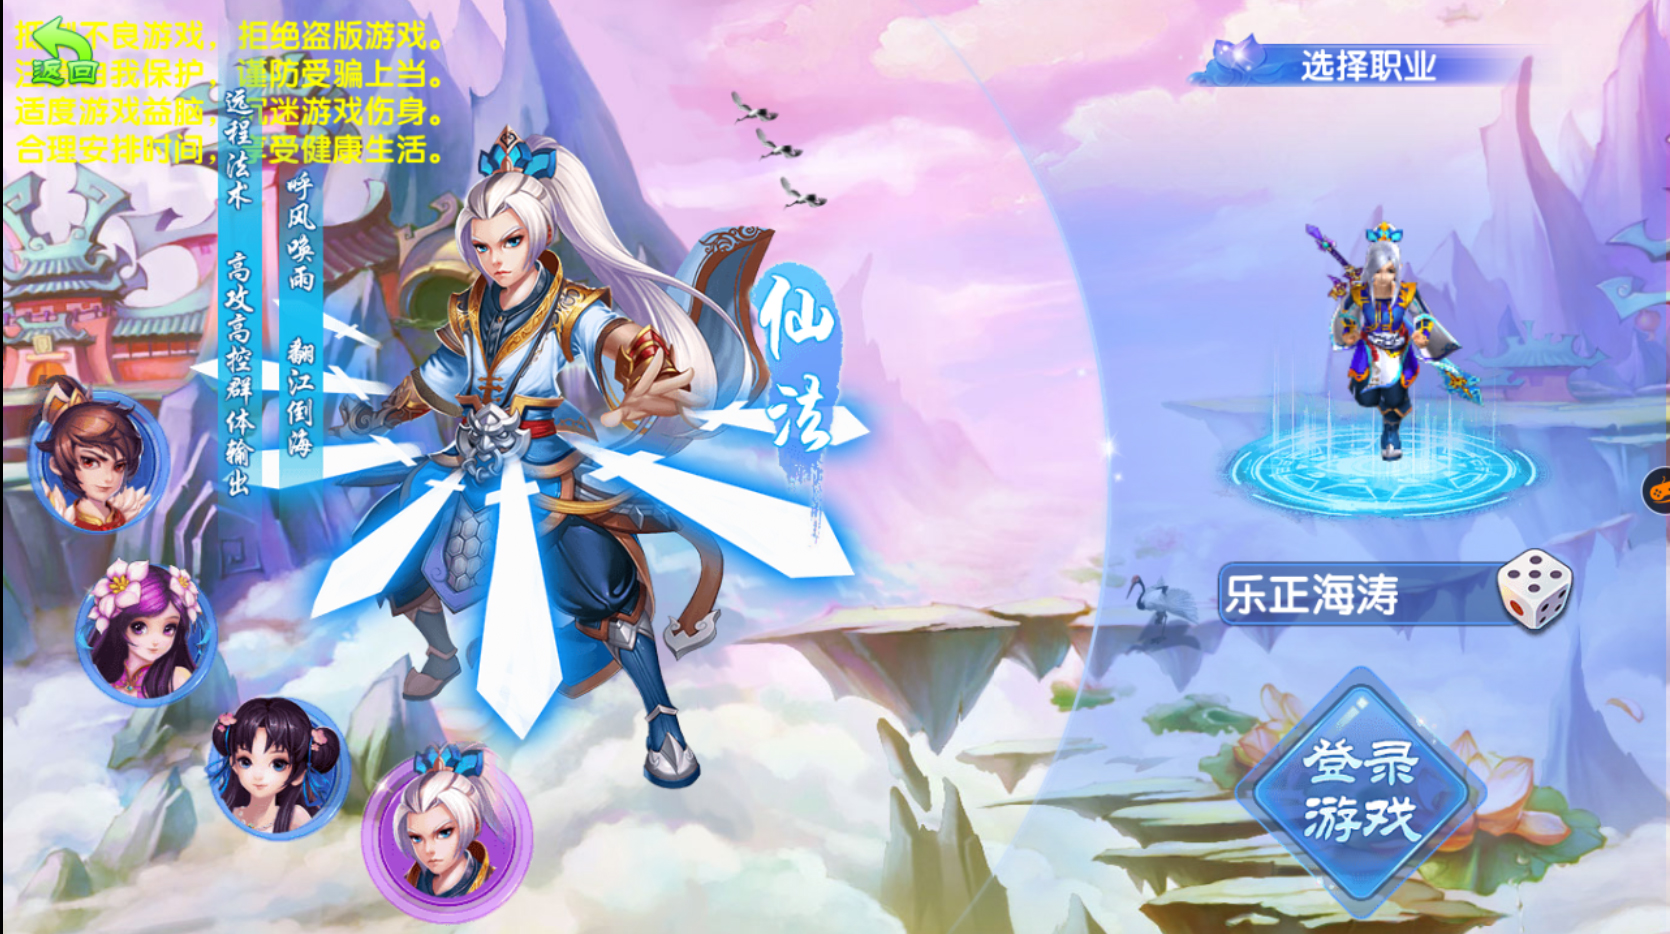 不良游戏，拒绝盗版游戏。
自我保护，谨防受骗上当。
适度游戏益脑，沉迷游戏伤身。
合理安排时间，享受健康生活。
返回
选择职业
呼风唤雨 翻江倒海
远程法术 高攻高控群体输出
仙法
乐正海涛
登录
游戏